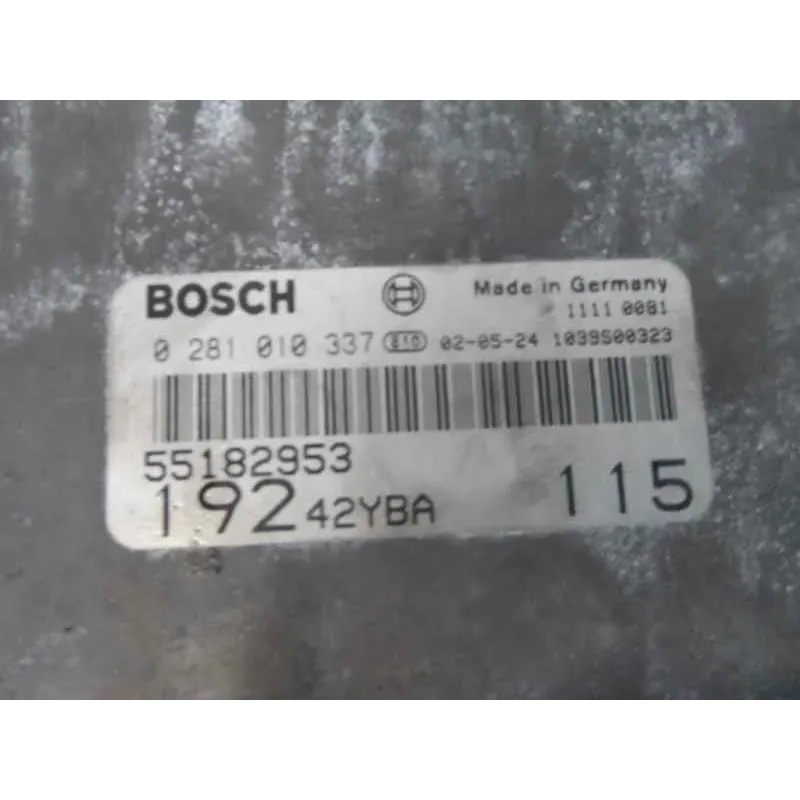 BOSCH Made in Germany
1111 0081
0 281 010 337 02-05-24 1039S00323
55182953
192 42YBA 115